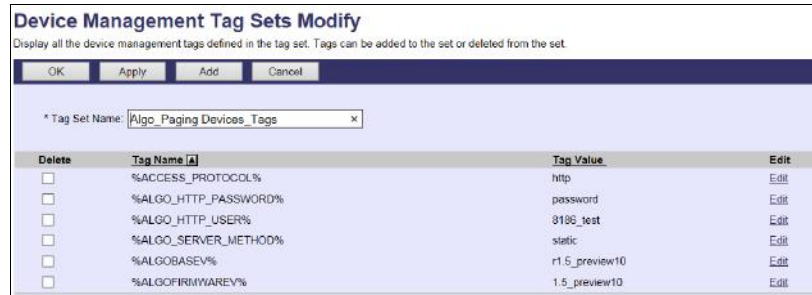 Device Management Tag Sets Modify
Display all the device management tags defined in the tag set. Tags can be added to the set or deleted from the set.
OK Apply Add Cancel
* Tag Set Name: Algo_Paging Devices_Tags ×
Delete Tag Name Tag Value Edit
%ACCESS_PROTOCOL% http Edit
%ALGO_HTTP_PASSWORD% password Edit
%ALGO_HTTP_USER% 8186_test Edit
%ALGO_SERVER_METHOD% static Edit
%ALGOBASEV% r1.5_preview10 Edit
%ALGOFIRMWAREV% 1.5_preview10 Edit